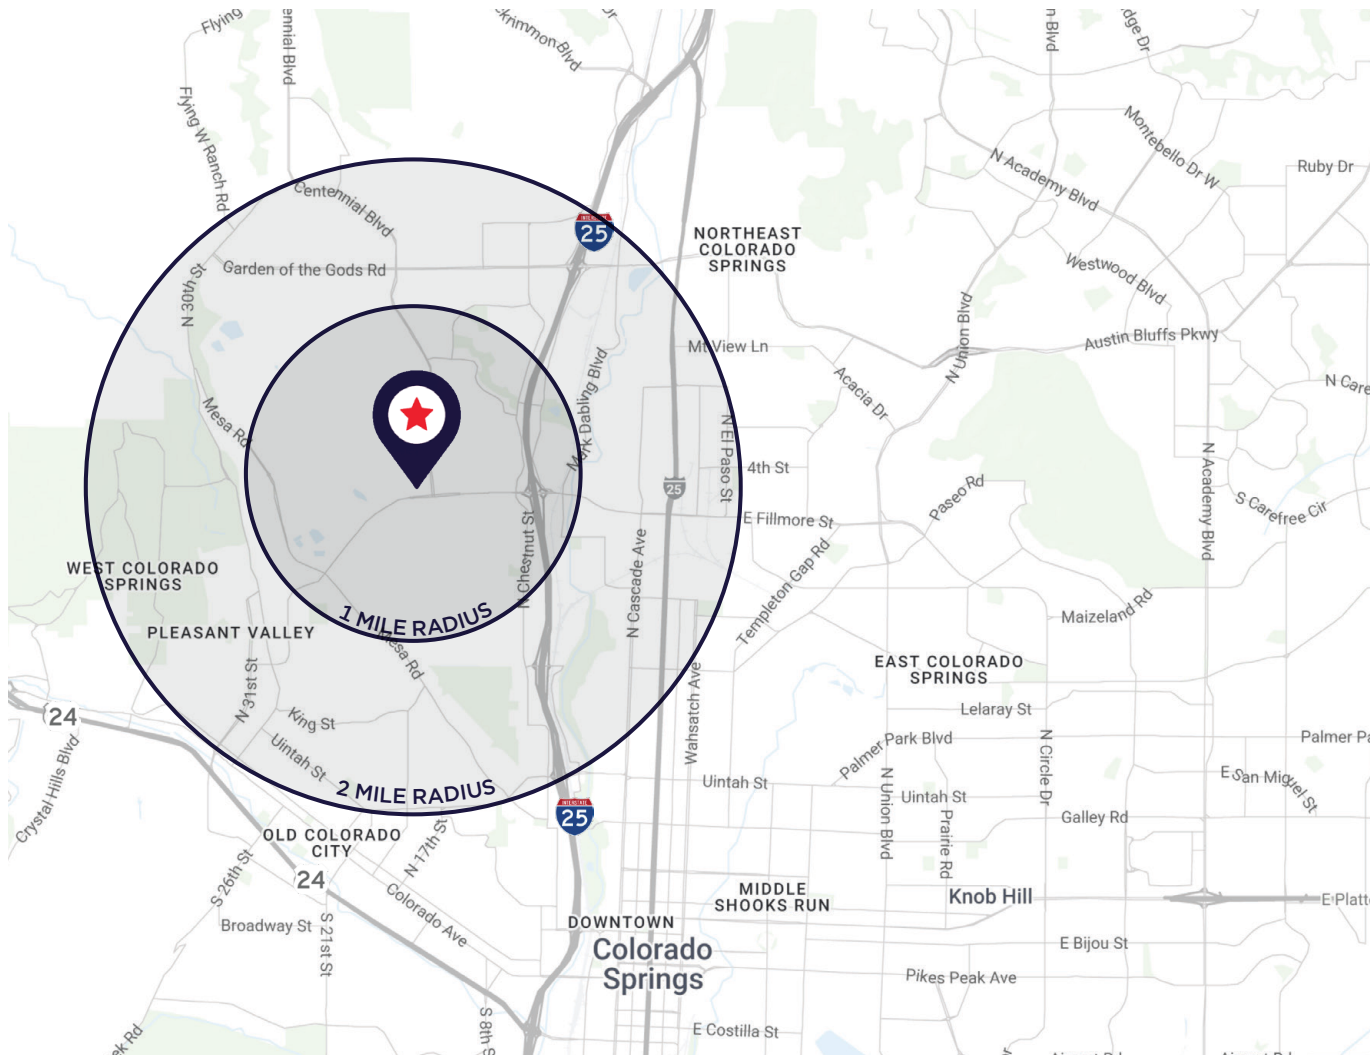 Flying
ennial Blvd
Dr
n Blvd
dge Dr
Flying W Ranch Rd
Montebello Dr W
N Academy Blvd
Ruby Dr
Centennial Blvd
INTERSTATE
25
NORTHEAST
COLORADO
SPRINGS
Garden of the Gods Rd
N 30th St
Westwood Blvd
N Union Blvd
Austin Bluffs Pkwy
Mt View Ln
Mark Dabling Blvd
Acacia Dr
N Care
Mesa Rd
N El Paso St
4th St
N Academy Blvd
Paseo Rd
S Carefree Cir
25
E Fillmore St
N Chestnut St
N Cascade Ave
Templeton Gap Rd
WEST COLORADO
SPRINGS
1 MILE RADIUS
Maizeland Rd
PLEASANT VALLEY
Mesa Rd
EAST COLORADO
SPRINGS
N 31st St
Wahsatch Ave
24
King St
Lelaray St
Uintah St
Palmer Park Blvd
N Circle Dr
Palmer Pa
Crystal Hills Blvd
2 MILE RADIUS
Uintah St
N Union Blvd
Uintah St
E San Miguel St
INTERSTATE
25
Prairie Rd
Galley Rd
OLD COLORADO
CITY
N 17th St
S 26th St
24
Colorado Ave
MIDDLE
SHOOKS RUN
Knob Hill
E Platte
Broadway St
S 21st St
DOWNTOWN
Colorado
Springs
E Bijou St
Pikes Peak Ave
S 8th St
E Costilla St
ek Rd